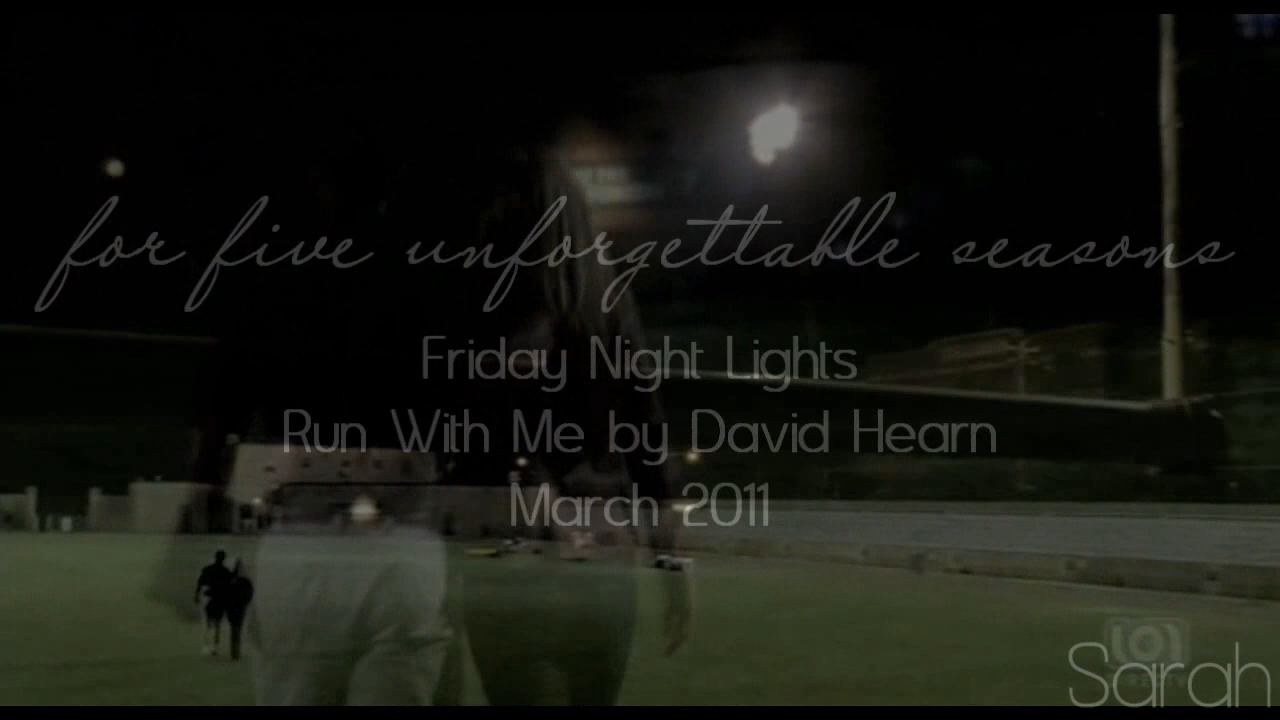 for five unforgettable seasons
Friday Night Lights
Run With Me by David Hearn
March 2011
Sarah